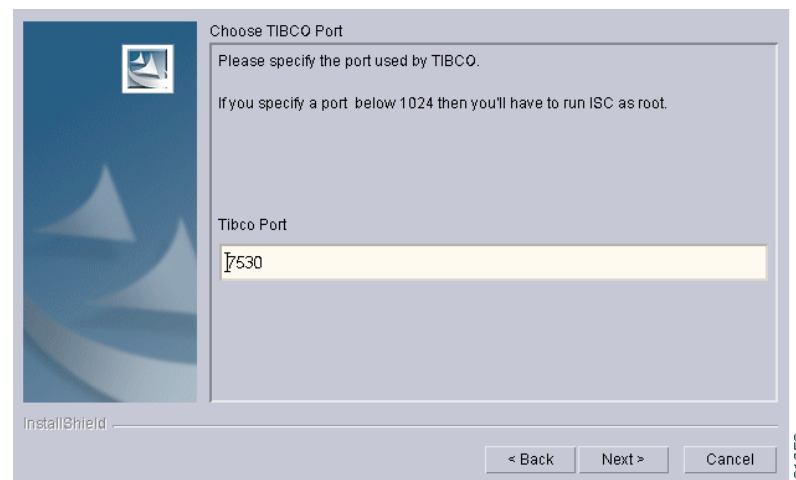 Choose TIBCO Port
Please specify the port used by TIBCO.
If you specify a port below 1024 then you'll have to run ISC as root.
Tibco Port
7530
InstallShield
< Back
Next >
Cancel